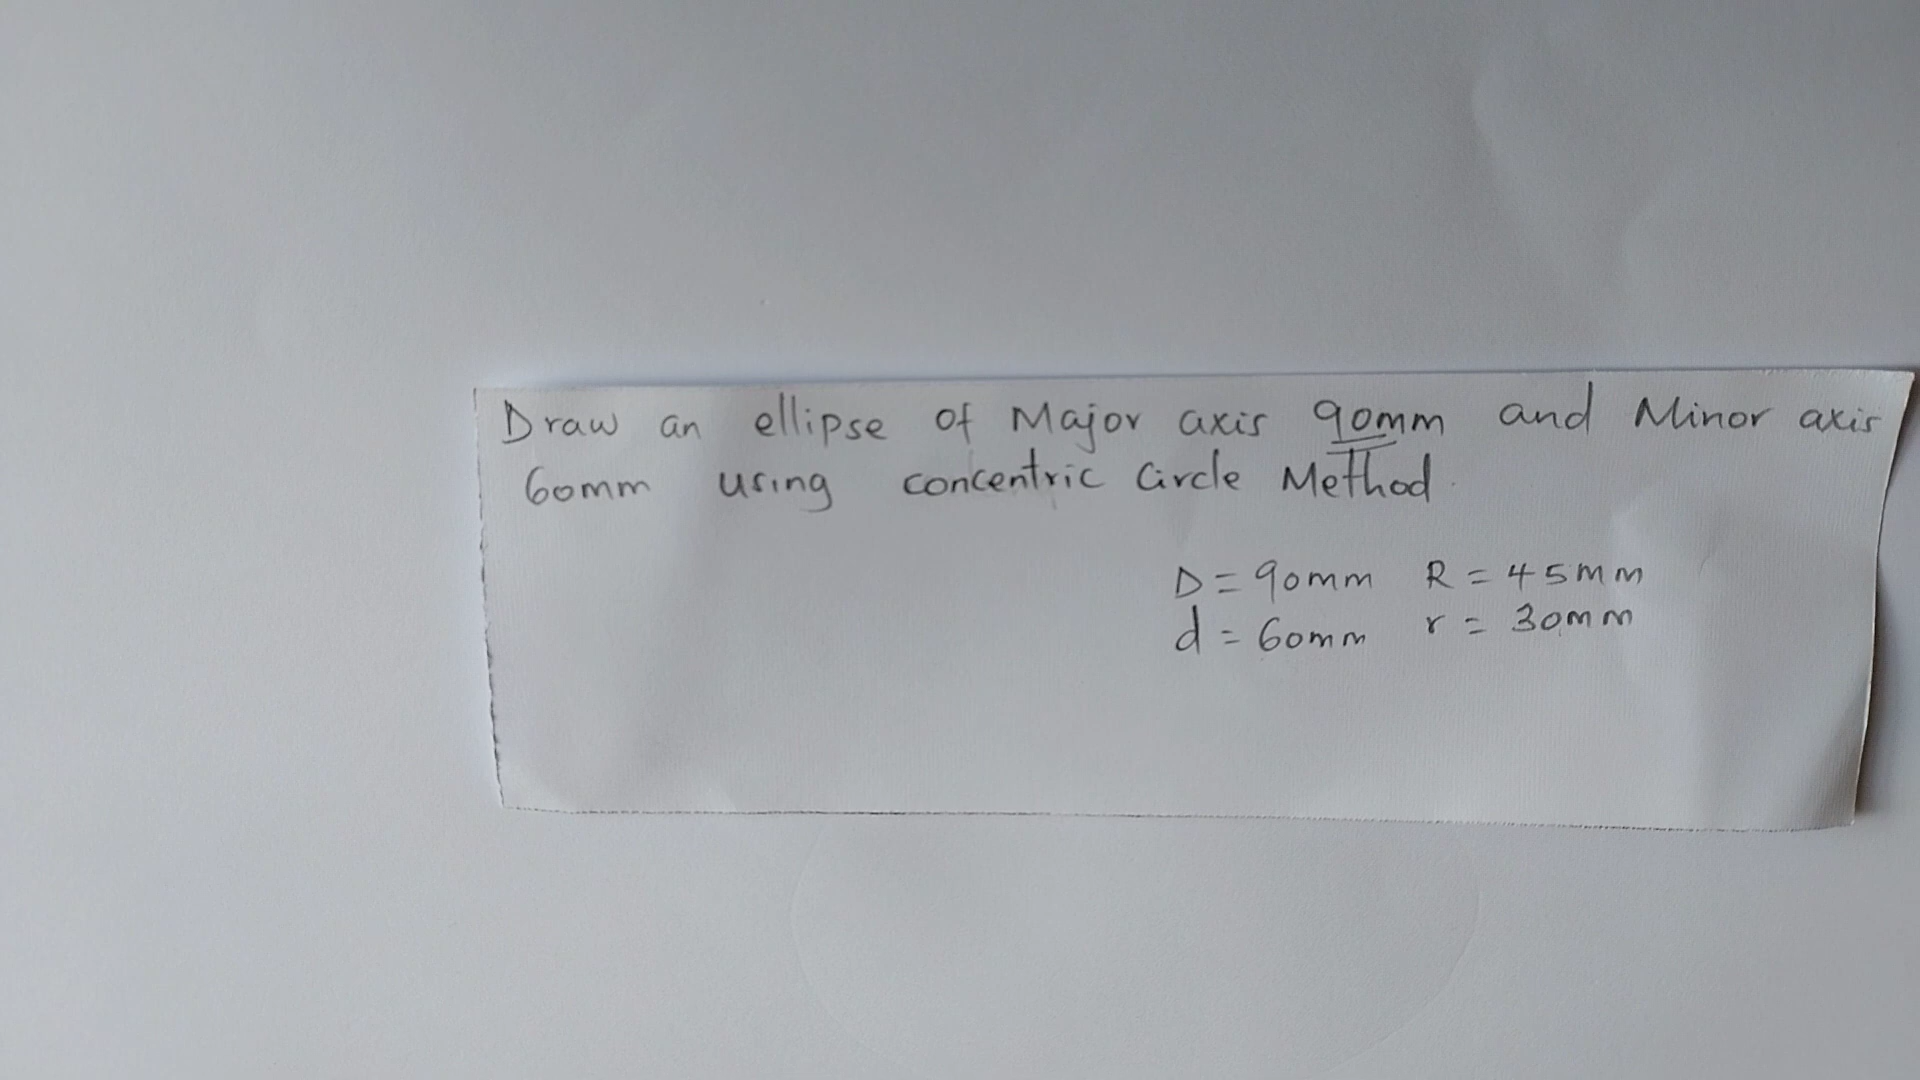 Draw an ellipse of Major axis 90mm and Minor axis
60mm using concentric Circle Method.
D = 90mm R = 45mm
d = 60mm r = 30mm